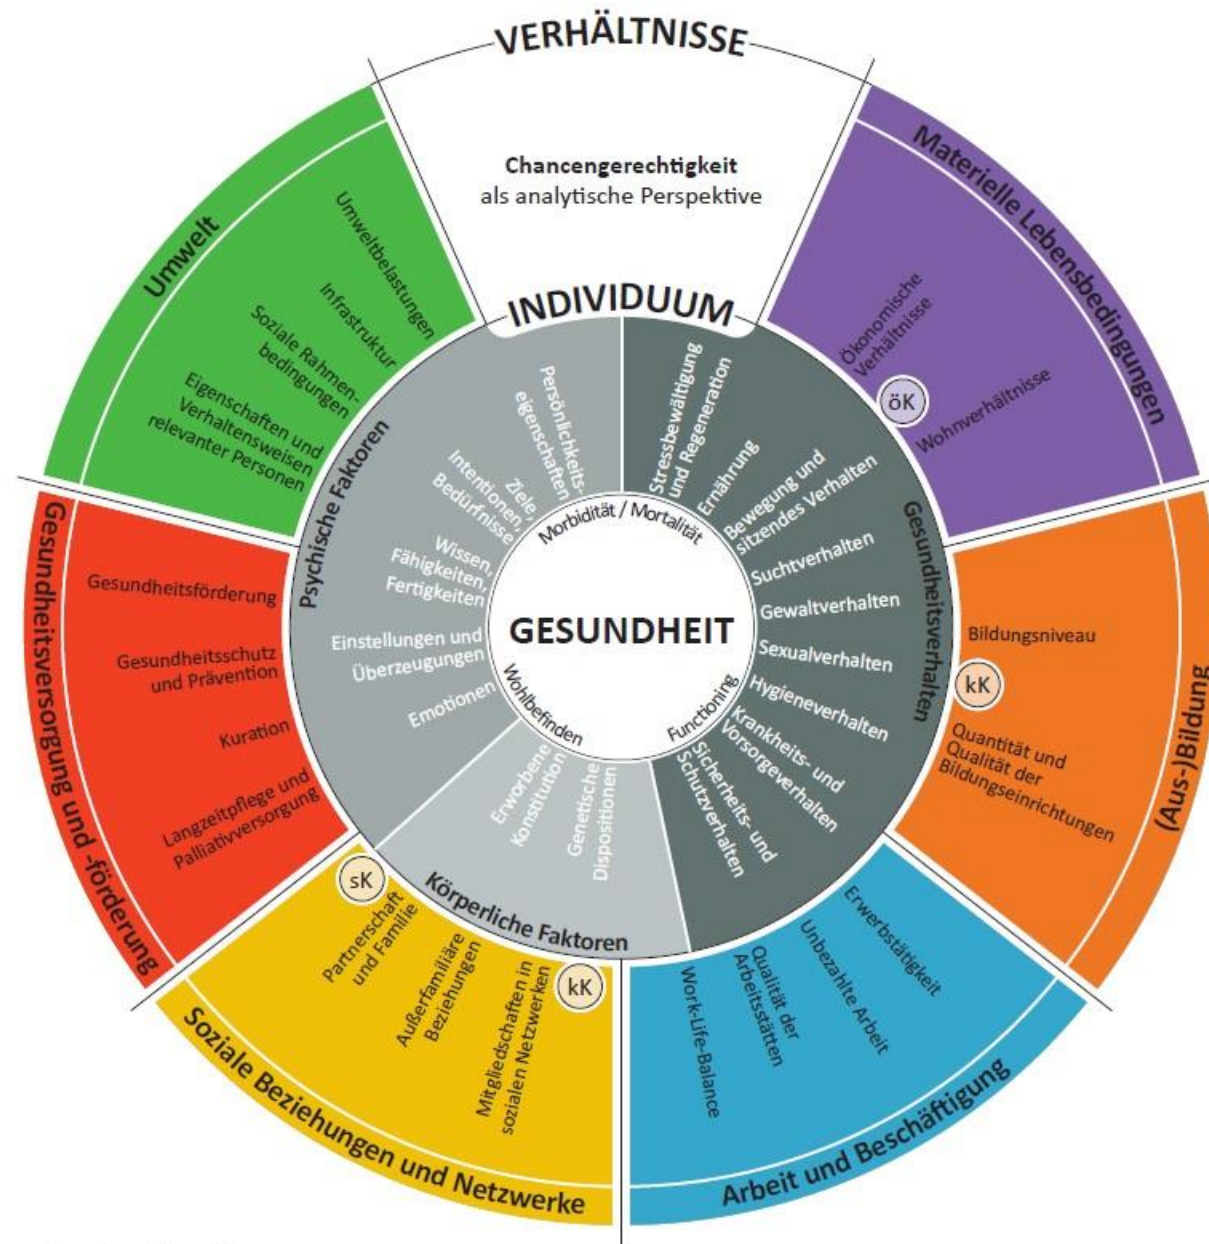 VERHÄLTNISSE
Chancengerechtigkeit
als analytische Perspektive
Materielle Lebensbedingungen
Ökonomische
Verhältnisse
öK
Wohnverhältnisse
(Aus-)Bildung
Bildungsniveau
kK
Quantität und
Qualität der
Bildungseinrichtungen
Arbeit und Beschäftigung
Erwerbstätigkeit
Unbezahlte Arbeit
Qualität der
Arbeitsstätten
Work-Life-Balance
Soziale Beziehungen und Netzwerke
kK
Mitgliedschaften in
sozialen Netzwerken
Außerfamiliäre
Beziehungen
Partnerschaft
und Familie
sK
Gesundheitsversorgung und -förderung
Langzeitpflege und
Palliativversorgung
Kuration
Gesundheitsschutz
und Prävention
Gesundheitsförderung
Umwelt
Eigenschaften und
Verhaltensweisen
relevanter Personen
Soziale Rahmen-
bedingungen
Infrastruktur
Umweltbelastungen
INDIVIDUUM
Gesundheitsverhalten
Stressbewältigung
und Regeneration
Ernährung
Bewegung und
sitzendes Verhalten
Suchtverhalten
Gewaltverhalten
Sexualverhalten
Hygieneverhalten
Krankheits- und
Vorsorgeverhalten
Sicherheits- und
Schutzverhalten
Körperliche Faktoren
Genetische
Dispositionen
Erworbene
Konstitution
Psychische Faktoren
Emotionen
Einstellungen und
Überzeugungen
Wissen,
Fähigkeiten,
Fertigkeiten
Ziele,
Intentionen,
Bedürfnisse
Persönlichkeits-
eigenschaften
Morbidität / Mortalität
GESUNDHEIT
Wohlbefinden
Functioning